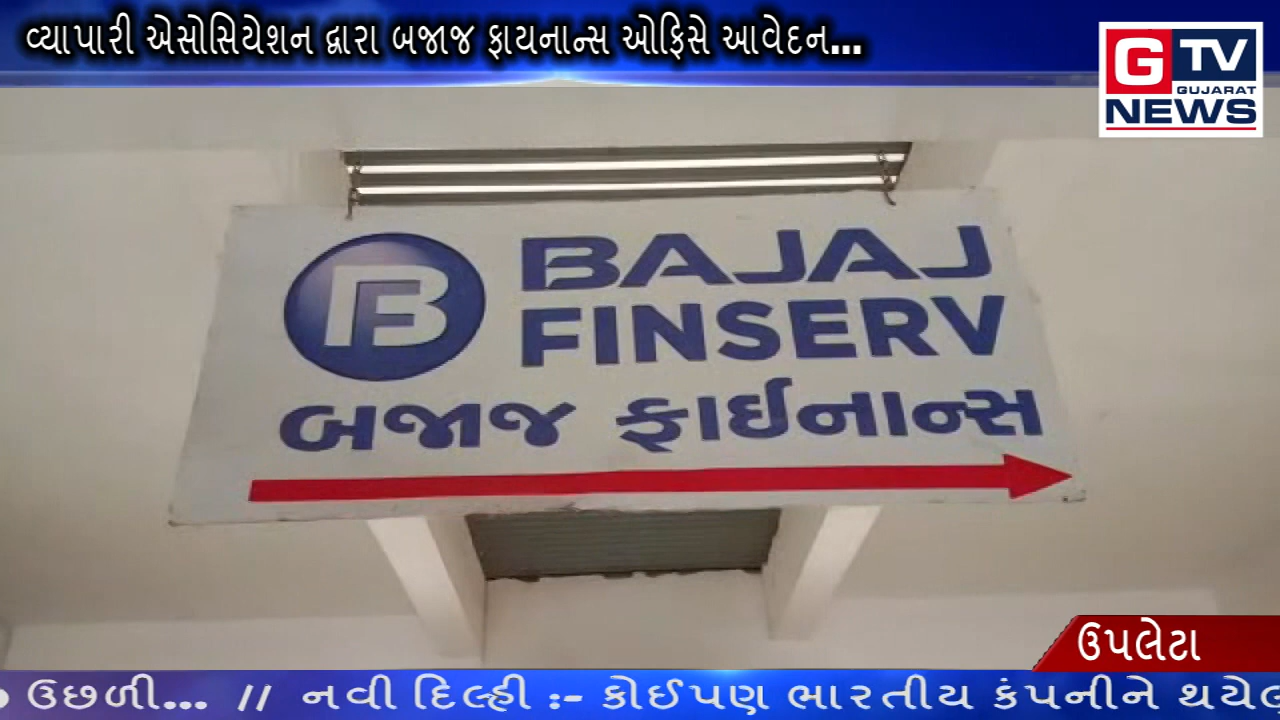 વ્યાપારી એસોસિયેશન દ્વારા બજાજ ફાયનાન્સ ઓફિસે આવેદન...
G TV
GUJARAT
NEWS
BAJAJ
FINSERV
બજાજ ફાઈનાન્સ
ઉપલેટા
ઉછળી... // નવી દિલ્હી :- કોઈપણ ભારતીય કંપનીને